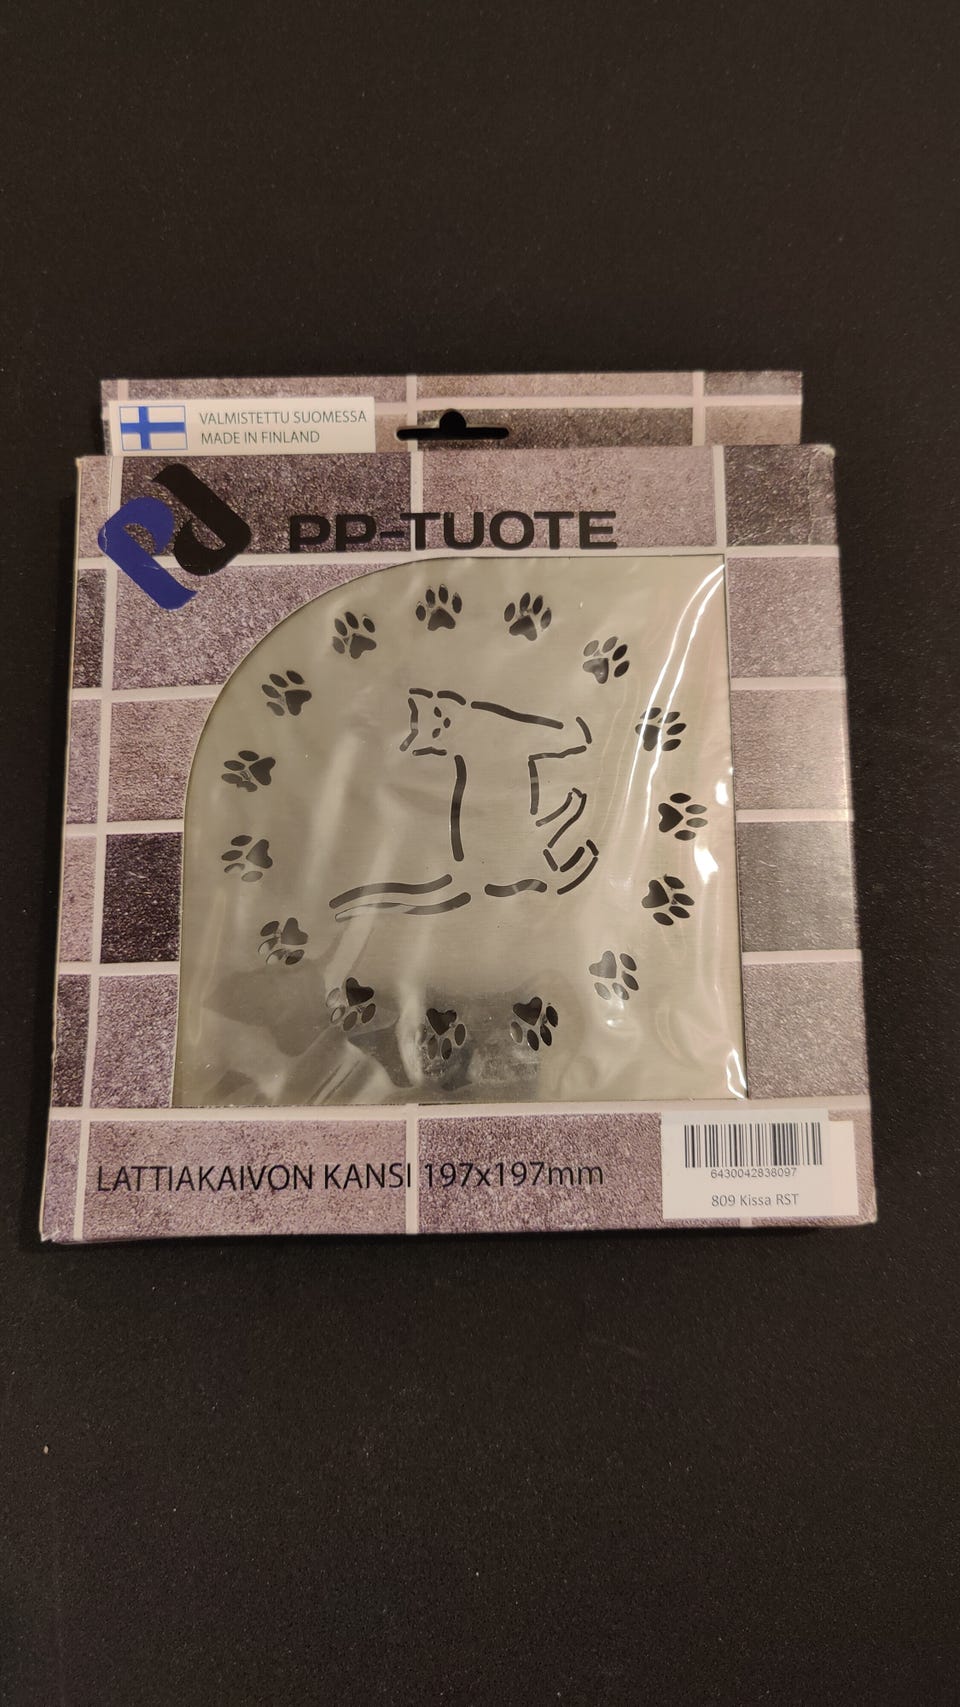 VALMISTETTU SUOMESSA
MADE IN FINLAND
PP-TUOTE
LATTIAKAIVON KANSI 197x197mm
6430042838097
809 Kissa RST